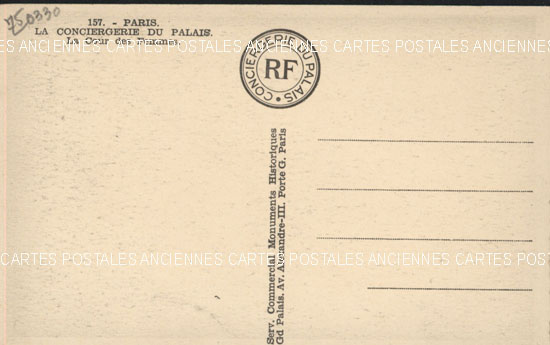 750330
157. - PARIS.
LA CONCIERGERIE DU PALAIS.
La Cour des Femmes.
CONCIERGERIE DU PALAIS
RF
Serv. Commercial Monuments Historiques
Gd Palais. Av. Alexandre-III. Porte G. Paris
ANCIENNES CARTES POSTALES ANCIENNES CARTES POSTALES ANCIENNES CARTES POSTALES
CARTES POSTALES ANCIENNES CARTES POSTALES ANCIENNES CARTES POSTALES